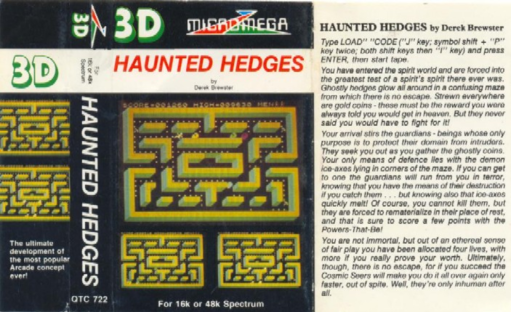 3D
3D
For
16k or 48k
Spectrum
HAUNTED HEDGES
The ultimate
development of
the most popular
Arcade concept
ever!
QTC 722
3D MICROMEGA
HAUNTED HEDGES
by
Derek Brewster
For 16k or 48k Spectrum
HAUNTED HEDGES by Derek Brewster
Type LOAD" "CODE ("J" key; symbol shift + "P"
key twice; both shift keys then "I" key) and press
ENTER, then start tape.
You have entered the spirit world and are forced into
the greatest test of a spirit's spirit there ever was.
Ghostly hedges glow all around in a confusing maze
from which there is no escape. Strewn everywhere
are gold coins - these must be the reward you were
always told you would get in heaven. But they never
said you would have to fight for it!
Your arrival stirs the guardians - beings whose only
purpose is to protect their domain from intruders.
They seek you out as you gather the ghostly coins.
Your only means of defence lies with the demon
ice-axes lying in corners of the maze. If you can get
to one the guardians will run from you in terror,
knowing that you have the means of their destruction
if you catch them . . . but knowing also that ice-axes
quickly melt! Of course, you cannot kill them, but
they are forced to rematerialize in their place of rest,
and that is sure to score a few points with the
Powers-That-Be!
You are not immortal, but out of an ethereal sense
of fair play you have been allocated four lives, with
more if you really prove your worth. Ultimately,
though, there is no escape, for if you succeed the
Cosmic Seers will make you do it all over again only
faster, out of spite. Well, they're only inhuman after
all.